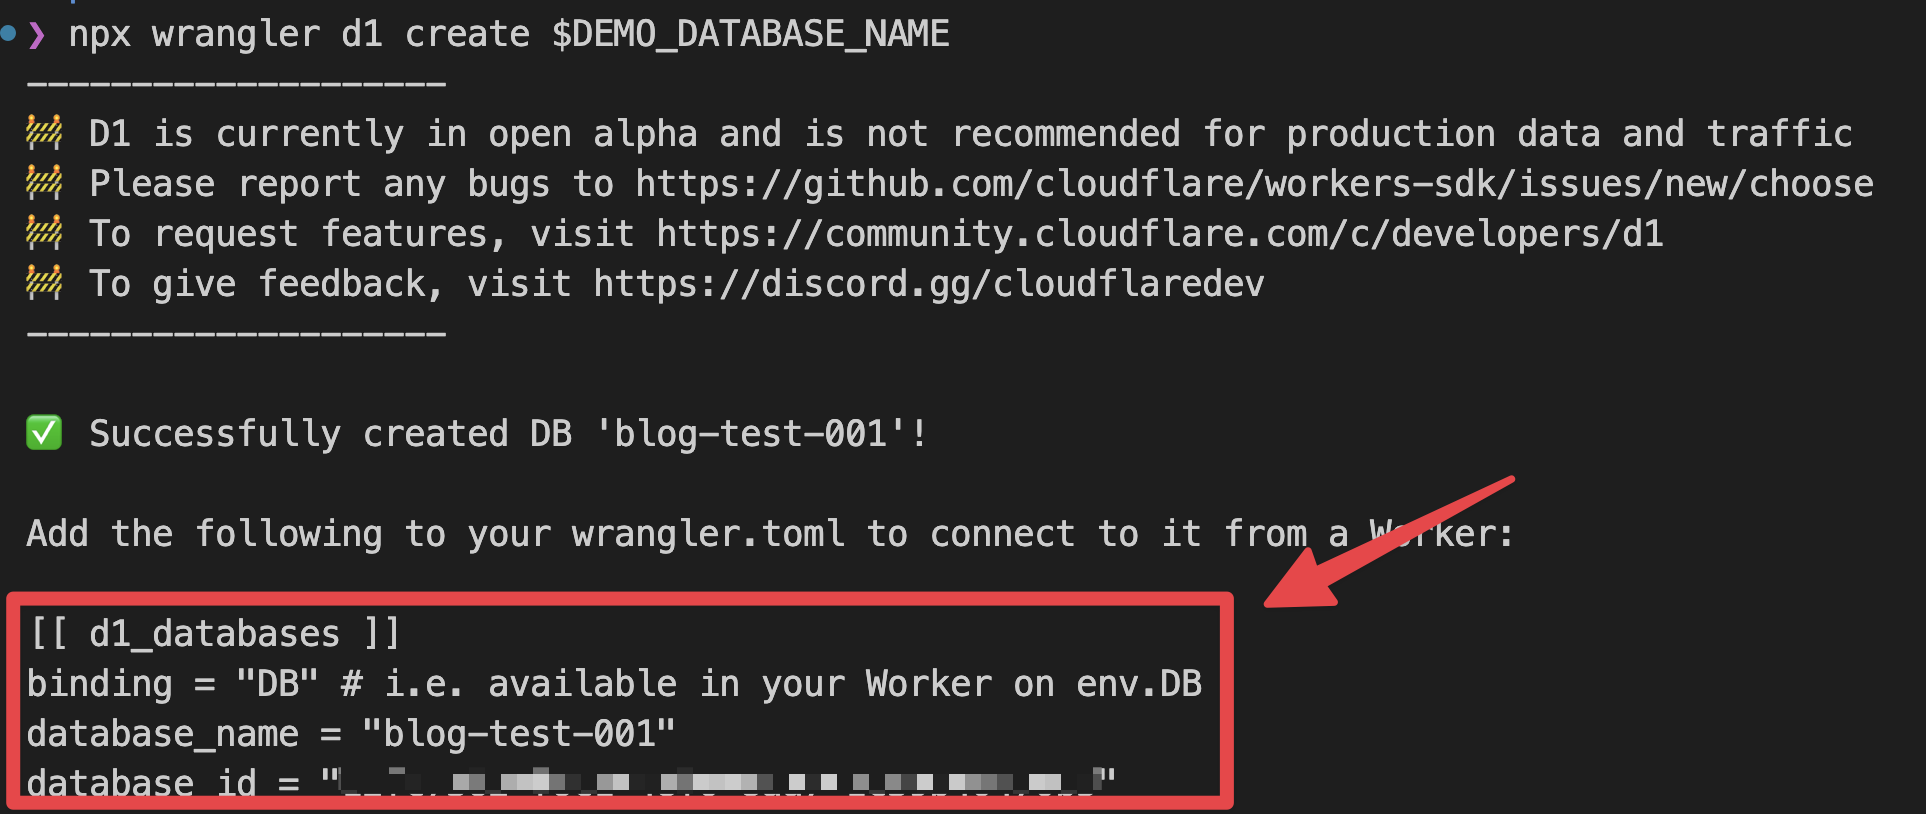 ❯ npx wrangler d1 create $DEMO_DATABASE_NAME
--------------------
🚧 D1 is currently in open alpha and is not recommended for production data and traffic
🚧 Please report any bugs to https://github.com/cloudflare/workers-sdk/issues/new/choose
🚧 To request features, visit https://community.cloudflare.com/c/developers/d1
🚧 To give feedback, visit https://discord.gg/cloudflaredev
--------------------
✅ Successfully created DB 'blog-test-001'!
Add the following to your wrangler.toml to connect to it from a Worker:
[[ d1_databases ]]
binding = "DB" # i.e. available in your Worker on env.DB
database_name = "blog-test-001"
database_id = ""